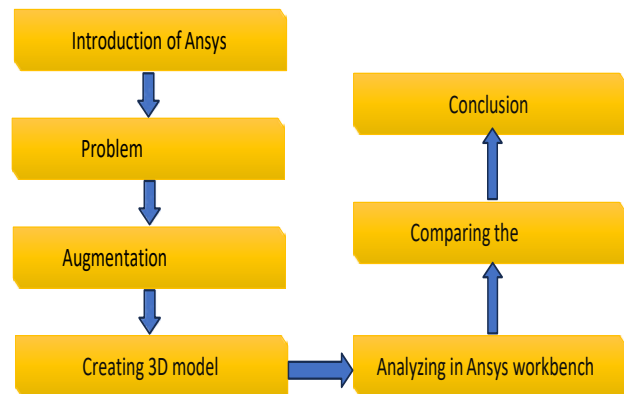 Introduction of Ansys
Problem
Augmentation
Creating 3D model
Analyzing in Ansys workbench
Comparing the
Conclusion